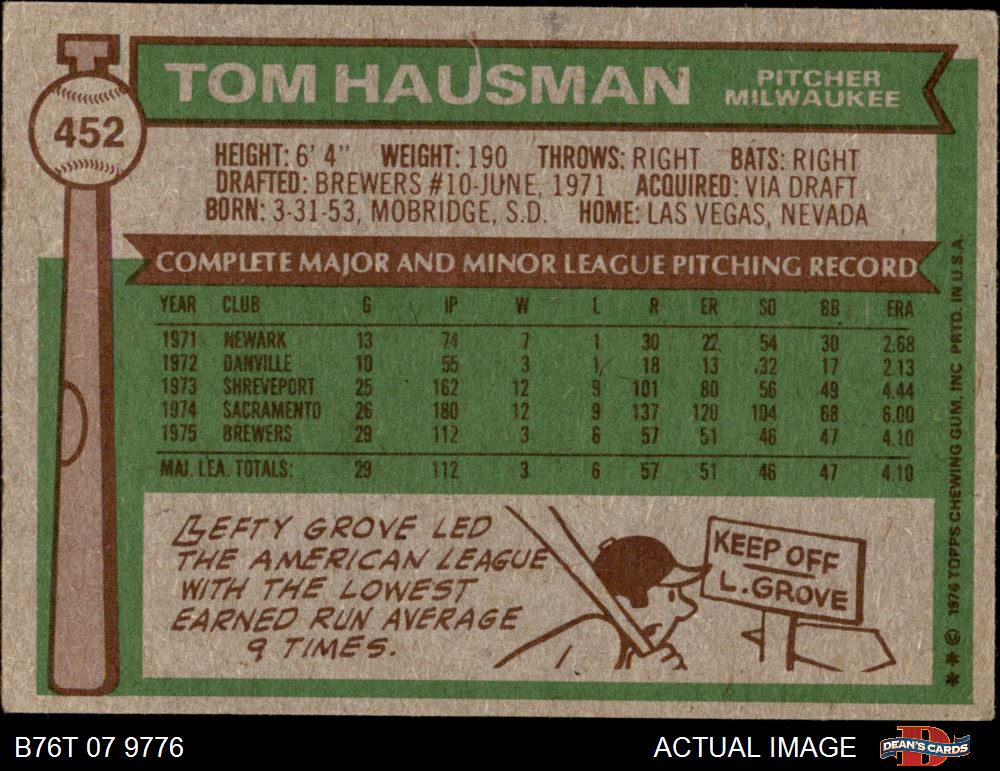 TOM HAUSMAN
PITCHER
MILWAUKEE
452
HEIGHT: 6' 4" WEIGHT: 190 THROWS: RIGHT BATS: RIGHT
DRAFTED: BREWERS #10-JUNE, 1971 ACQUIRED: VIA DRAFT
BORN: 3-31-53, MOBRIDGE, S.D. HOME: LAS VEGAS, NEVADA
COMPLETE MAJOR AND MINOR LEAGUE PITCHING RECORD
YEAR CLUB G IP W L R ER SO BB ERA
1971 NEWARK 13 74 7 1 30 22 54 30 2.68
1972 DANVILLE 10 55 3 1 18 13 32 17 2.13
1973 SHREVEPORT 25 162 12 9 101 80 56 49 4.44
1974 SACRAMENTO 26 180 12 9 137 120 104 68 6.00
1975 BREWERS 29 112 3 6 57 51 46 47 4.10
MAJ. LEA. TOTALS: 29 112 3 6 57 51 46 47 4.10
LEFTY GROVE LED
THE AMERICAN LEAGUE
WITH THE LOWEST
EARNED RUN AVERAGE
9 TIMES.
KEEP OFF
L. GROVE
** © 1976 TOPPS CHEWING GUM, INC PRTD. IN U.S.A.
B76T 07 9776
ACTUAL IMAGE
DEAN'S CARDS